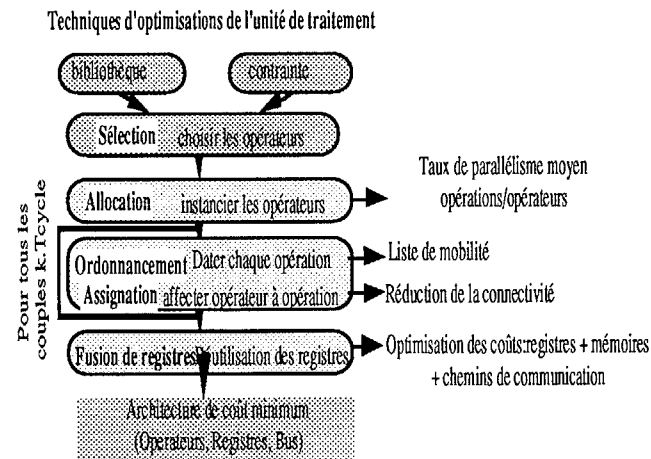 Techniques d'optimisations de l'unité de traitement
bibliothèque
contrainte
Sélection choisir les opérateurs
Allocation instancier les opérateurs
Taux de parallélisme moyen
opérations/opérateurs
Pour tous les
couples k.Tcycle
Ordonnancement Dater chaque opération
Assignation affecter opérateur à opération
Liste de mobilité
Réduction de la connectivité
Fusion de registres Réutilisation des registres
Optimisation des coûts:registres + mémoires
+ chemins de communication
Architecture de coût minimum
(Operateurs, Registres, Bus)